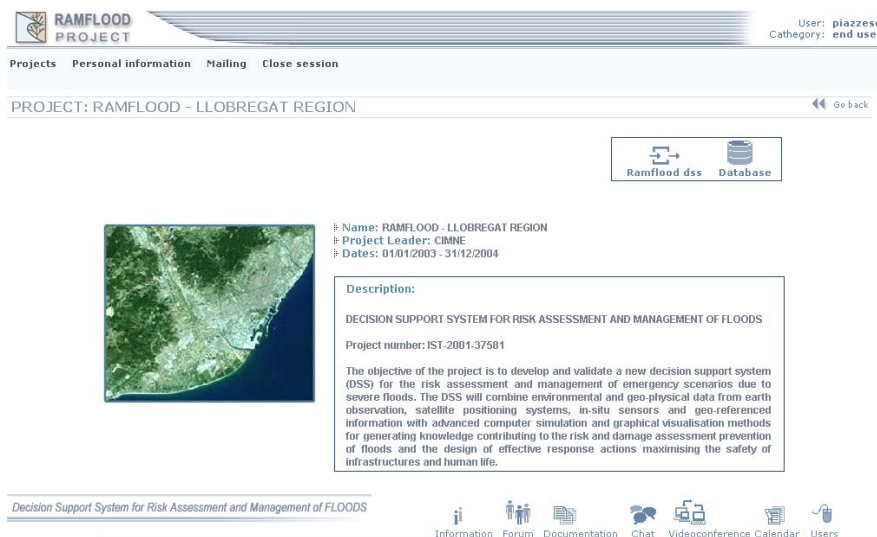 RAMFLOOD
PROJECT
User: piazzes
Cathegory: end use
Projects Personal information Mailing Close session
PROJECT: RAMFLOOD - LLOBREGAT REGION
Go back
Ramflood dss Database
Name: RAMFLOOD - LLOBREGAT REGION
Project Leader: CIMNE
Dates: 01/01/2003 - 31/12/2004
Description:
DECISION SUPPORT SYSTEM FOR RISK ASSESSMENT AND MANAGEMENT OF FLOODS
Project number: IST-2001-37581
The objective of the project is to develop and validate a new decision support system
(DSS) for the risk assessment and management of emergency scenarios due to
severe floods. The DSS will combine environmental and geo-physical data from earth
observation, satellite positioning systems, in-situ sensors and geo-referenced
information with advanced computer simulation and graphical visualisation methods
for generating knowledge contributing to the risk and damage assessment prevention
of floods and the design of effective response actions maximising the safety of
infrastructures and human life.
Decision Support System for Risk Assessment and Management of FLOODS
Information Forum Documentation Chat Videoconference Calendar Users